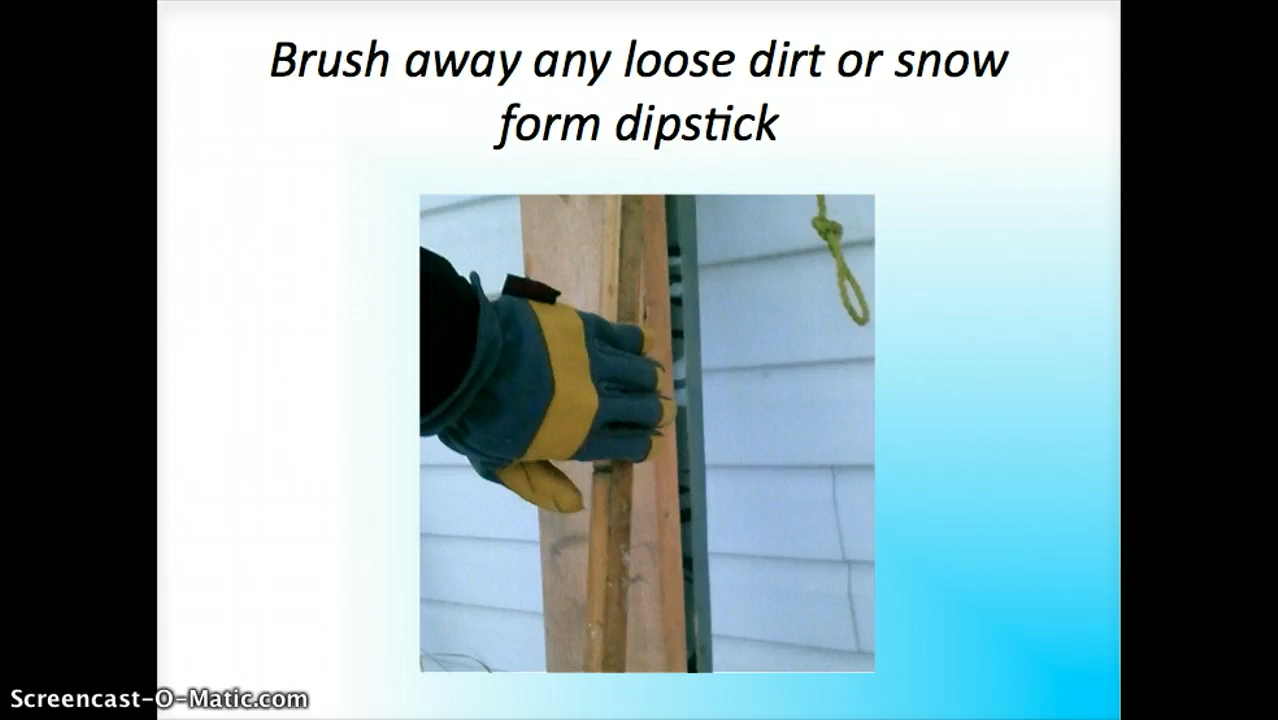 Brush away any loose dirt or snow
form dipstick
Screencast-O-Matic.com